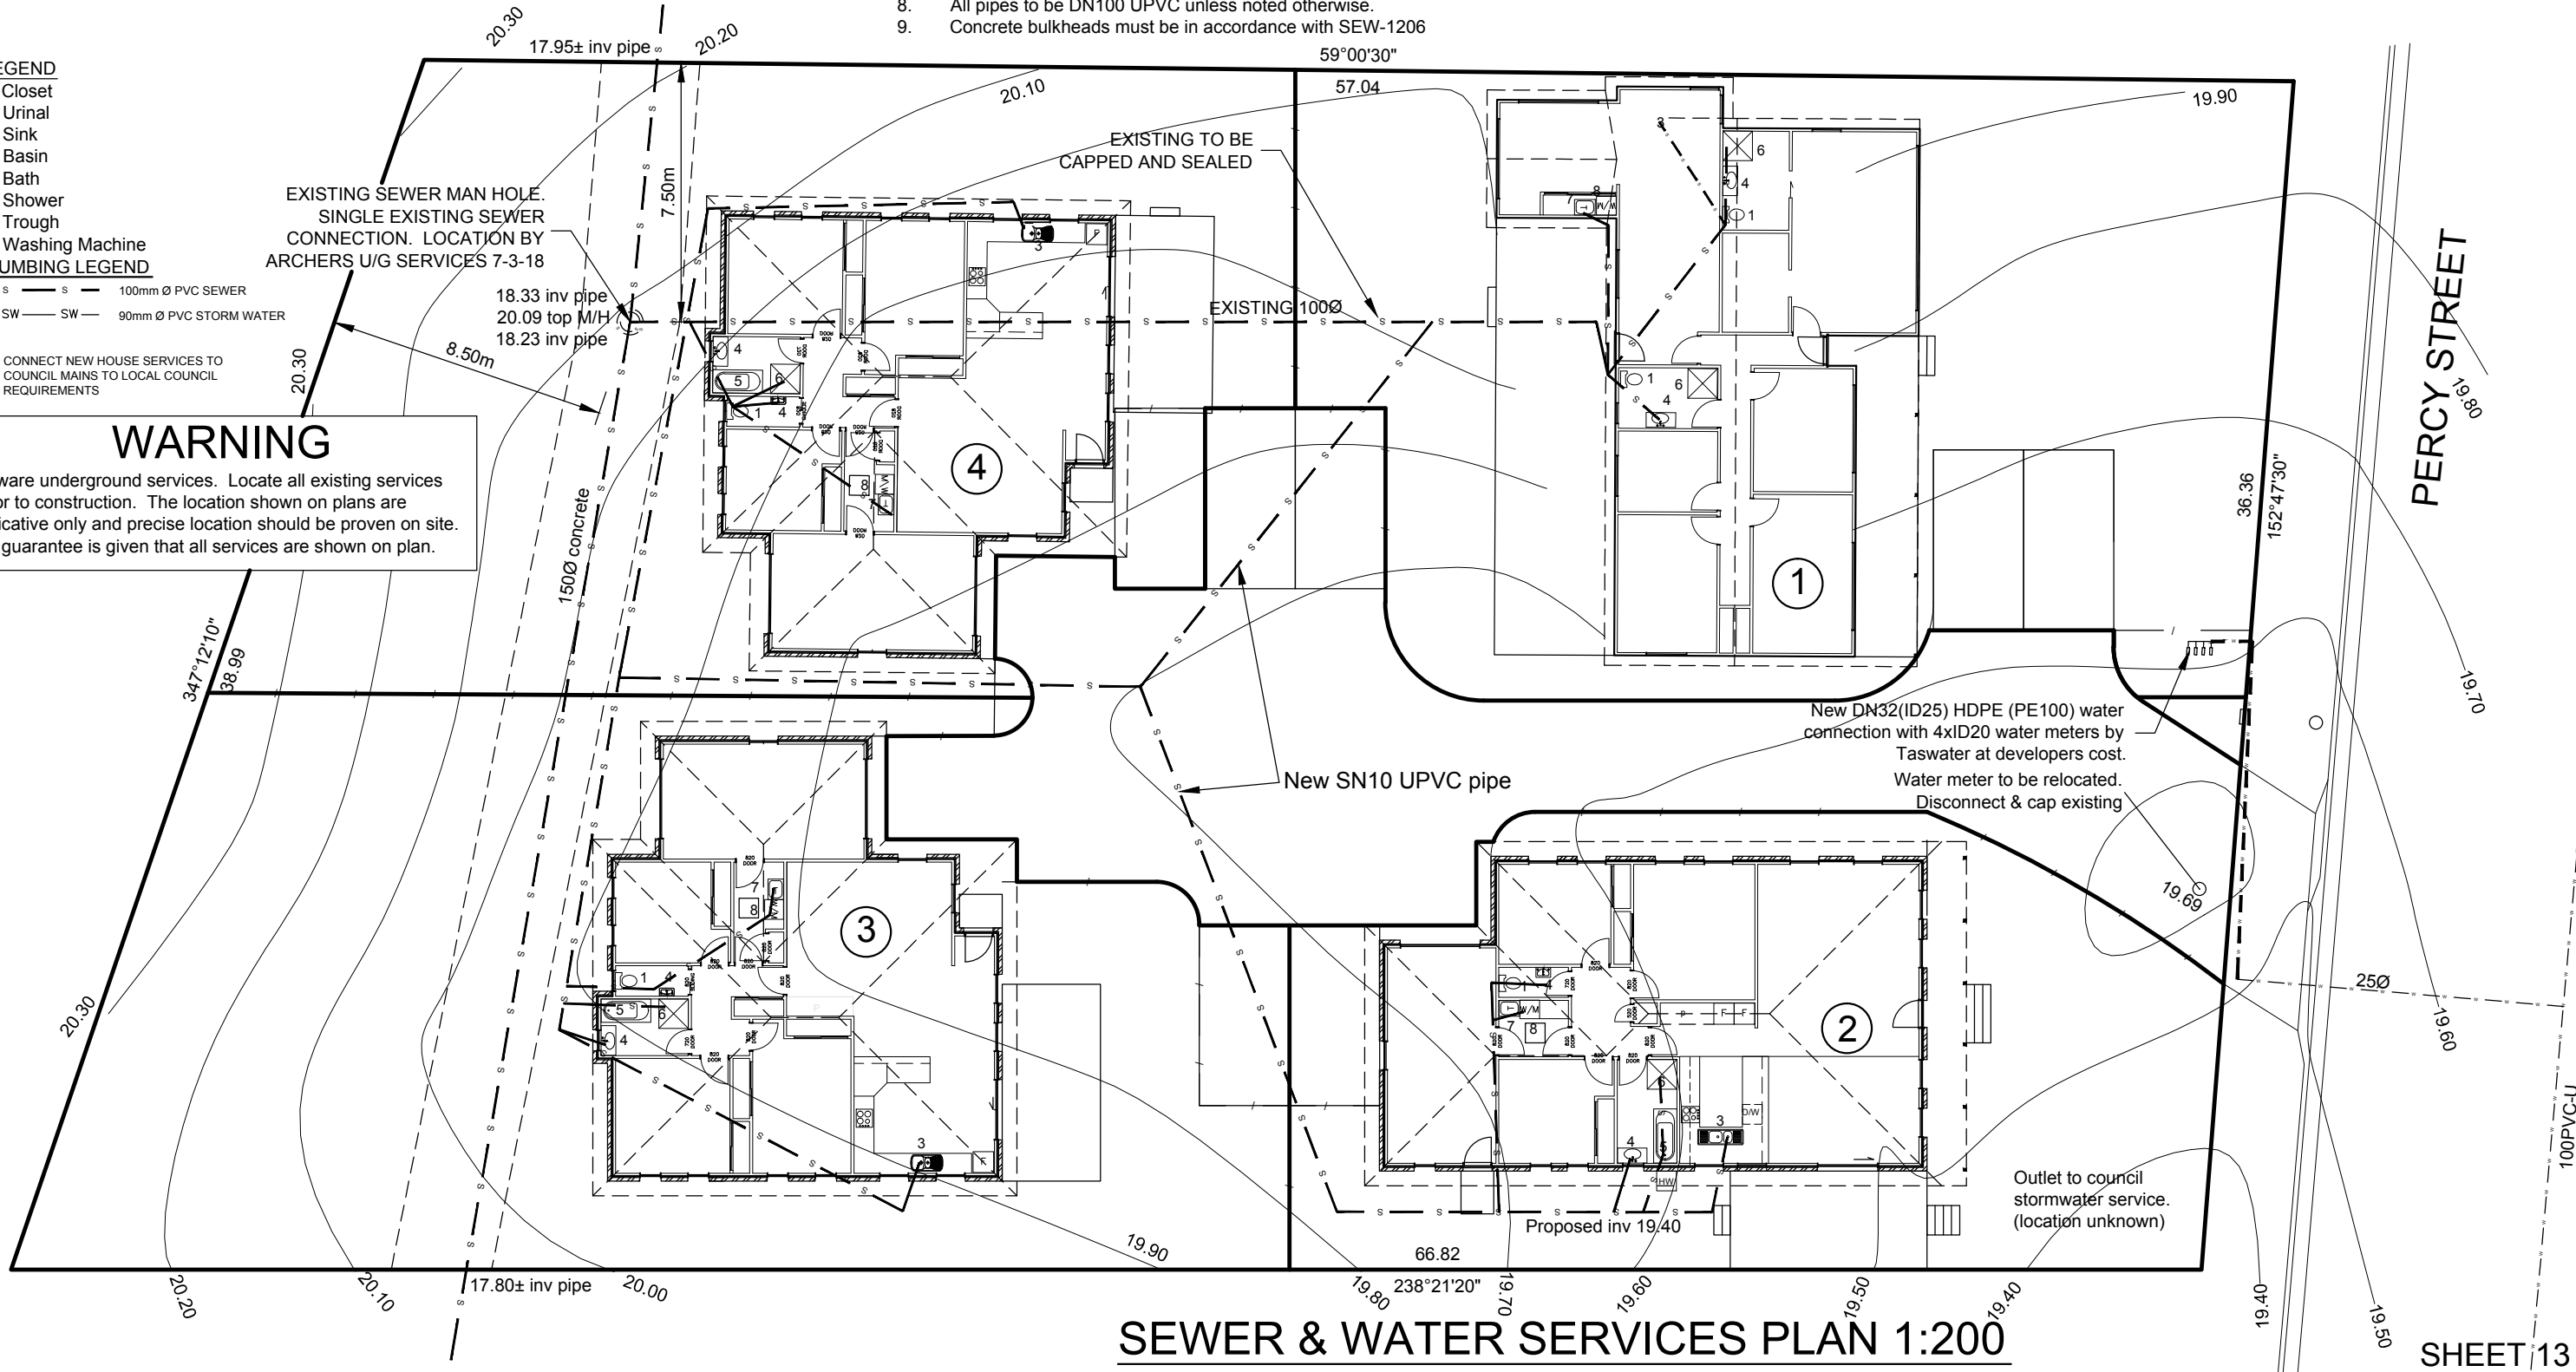 8. All pipes to be DN100 UPVC unless noted otherwise.
9. Concrete bulkheads must be in accordance with SEW-1206
EGEND
Closet
Urinal
Sink
Basin
Bath
Shower
Trough
Washing Machine
UMBING LEGEND
S S 100mm Ø PVC SEWER
SW SW 90mm Ø PVC STORM WATER
CONNECT NEW HOUSE SERVICES TO
COUNCIL MAINS TO LOCAL COUNCIL
REQUIREMENTS
WARNING
ware underground services. Locate all existing services
or to construction. The location shown on plans are
icative only and precise location should be proven on site.
guarantee is given that all services are shown on plan.
20.30
17.95± inv pipe
20.20
59°00'30"
57.04
20.10
19.90
7.50m
EXISTING SEWER MAN HOLE.
SINGLE EXISTING SEWER
CONNECTION. LOCATION BY
ARCHERS U/G SERVICES 7-3-18
18.33 inv pipe
20.09 top M/H
18.23 inv pipe
8.50m
20.30
150Ø concrete
347°12'10"
38.99
20.30
EXISTING TO BE
CAPPED AND SEALED
EXISTING 100Ø
4
1
3
2
PERCY STREET
19.80
36.36
152°47'30"
19.70
New DN32(ID25) HDPE (PE100) water
connection with 4xID20 water meters by
Taswater at developers cost.
Water meter to be relocated.
Disconnect & cap existing
New SN10 UPVC pipe
19.69
25Ø
19.60
100PVC-U
Outlet to council
stormwater service.
(location unknown)
Proposed inv 19.40
19.90
66.82
238°21'20"
20.20
20.10
17.80± inv pipe
20.00
19.80
19.70
19.60
19.50
19.40
19.40
19.50
SEWER & WATER SERVICES PLAN 1:200
SHEET 13